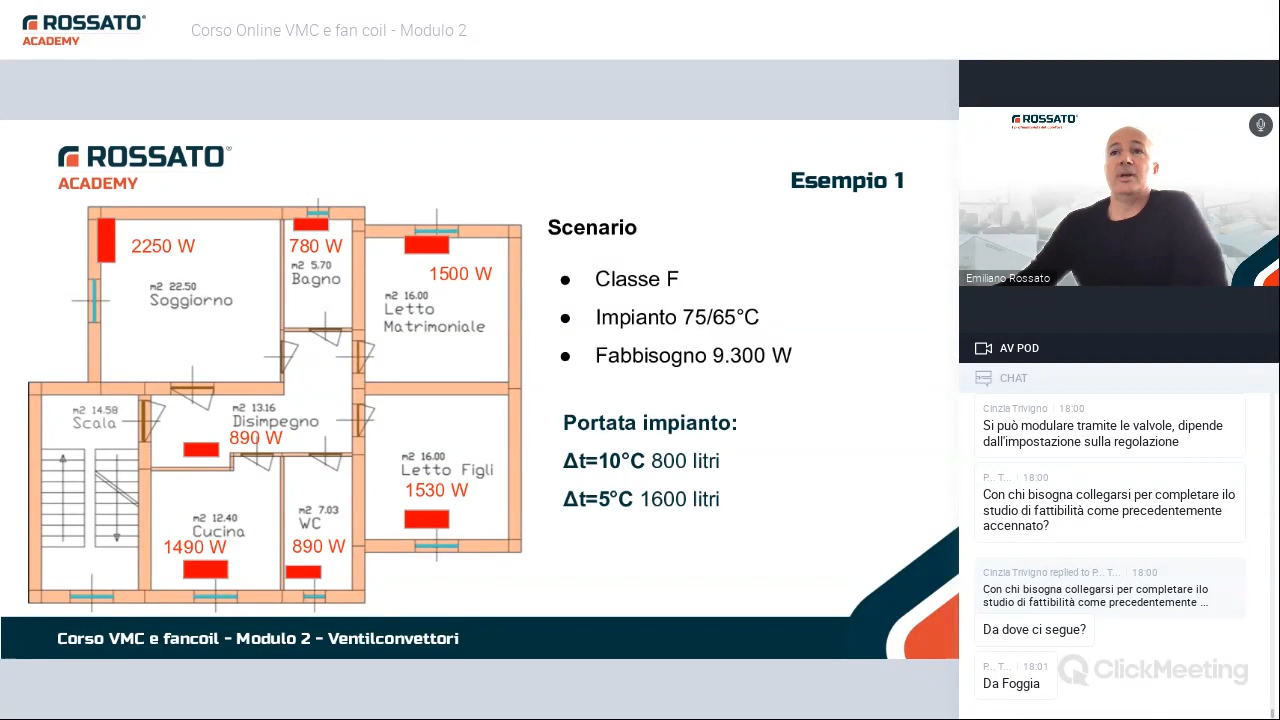 ROSSATO®
ACADEMY
Corso Online VMC e fan coil - Modulo 2
ROSSATO®
ACADEMY
Esempio 1
2250 W
780 W
m2 5.70
Bagno
1500 W
m2 22.50
Soggiorno
m2 16.00
Letto
Matrimoniale
m2 14.58
Scala
m2 13.16
Disimpegno
890 W
m2 16.00
Letto Figli
1530 W
m2 12.40
Cucina
1490 W
m2 7.03
WC
890 W
Scenario
● Classe F
● Impianto 75/65°C
● Fabbisogno 9.300 W
Portata impianto:
Δt=10°C 800 litri
Δt=5°C 1600 litri
Corso VMC e fancoil - Modulo 2 - Ventilconvettori
ROSSATO®
Emiliano Rossato
AV POD
CHAT
Cinzia Trivigno 18:00
Si può modulare tramite le valvole, dipende
dall'impostazione sulla regolazione
P... T... 18:00
Con chi bisogna collegarsi per completare ilo
studio di fattibilità come precedentemente
accennato?
Cinzia Trivigno replied to P... T... 18:00
Con chi bisogna collegarsi per completare ilo
studio di fattibilità come precedentemente ...
Da dove ci segue?
P... T... 18:01
Da Foggia
ClickMeeting